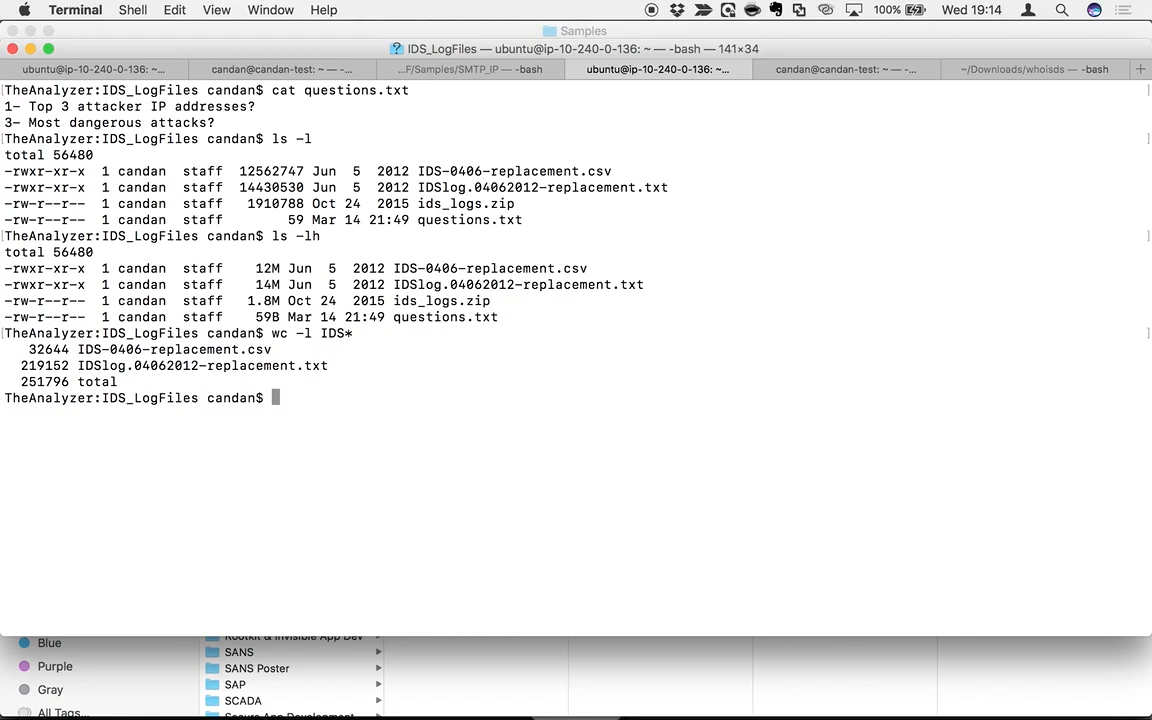 Terminal Shell Edit View Window Help 100% Wed 19:14
Samples
IDS_LogFiles — ubuntu@ip-10-240-0-136: ~ — -bash — 141×34
ubuntu@ip-10-240-0-136: ~... candan@candan-test: ~ — -... ...F/Samples/SMTP_IP — -bash ubuntu@ip-10-240-0-136: ~... candan@candan-test: ~ — -... ~/Downloads/whoisds — -bash +
[TheAnalyzer:IDS_LogFiles candan$ cat questions.txt ]
1- Top 3 attacker IP addresses?
3- Most dangerous attacks?
[TheAnalyzer:IDS_LogFiles candan$ ls -l ]
total 56480
-rwxr-xr-x 1 candan staff 12562747 Jun 5 2012 IDS-0406-replacement.csv
-rwxr-xr-x 1 candan staff 14430530 Jun 5 2012 IDSlog.04062012-replacement.txt
-rw-r--r-- 1 candan staff 1910788 Oct 24 2015 ids_logs.zip
-rw-r--r-- 1 candan staff 59 Mar 14 21:49 questions.txt
[TheAnalyzer:IDS_LogFiles candan$ ls -lh ]
total 56480
-rwxr-xr-x 1 candan staff 12M Jun 5 2012 IDS-0406-replacement.csv
-rwxr-xr-x 1 candan staff 14M Jun 5 2012 IDSlog.04062012-replacement.txt
-rw-r--r-- 1 candan staff 1.8M Oct 24 2015 ids_logs.zip
-rw-r--r-- 1 candan staff 59B Mar 14 21:49 questions.txt
[TheAnalyzer:IDS_LogFiles candan$ wc -l IDS* ]
32644 IDS-0406-replacement.csv
219152 IDSlog.04062012-replacement.txt
251796 total
TheAnalyzer:IDS_LogFiles candan$
Rootkit & Invisible App Dev
Blue
SANS
Purple
SANS Poster
SAP
Gray
SCADA
All Tags...
Secure App Development